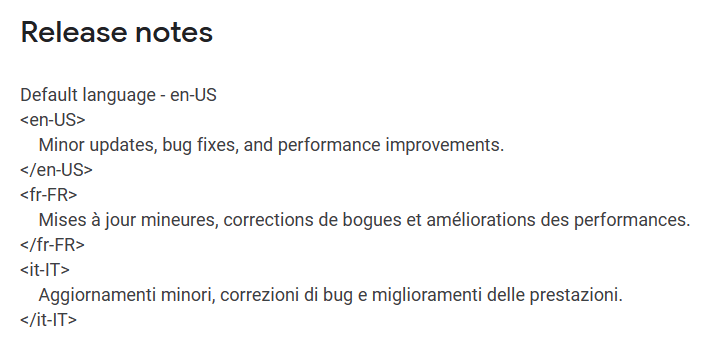 Release notes
Default language - en-US
<en-US>
Minor updates, bug fixes, and performance improvements.
</en-US>
<fr-FR>
Mises à jour mineures, corrections de bogues et améliorations des performances.
</fr-FR>
<it-IT>
Aggiornamenti minori, correzioni di bug e miglioramenti delle prestazioni.
</it-IT>